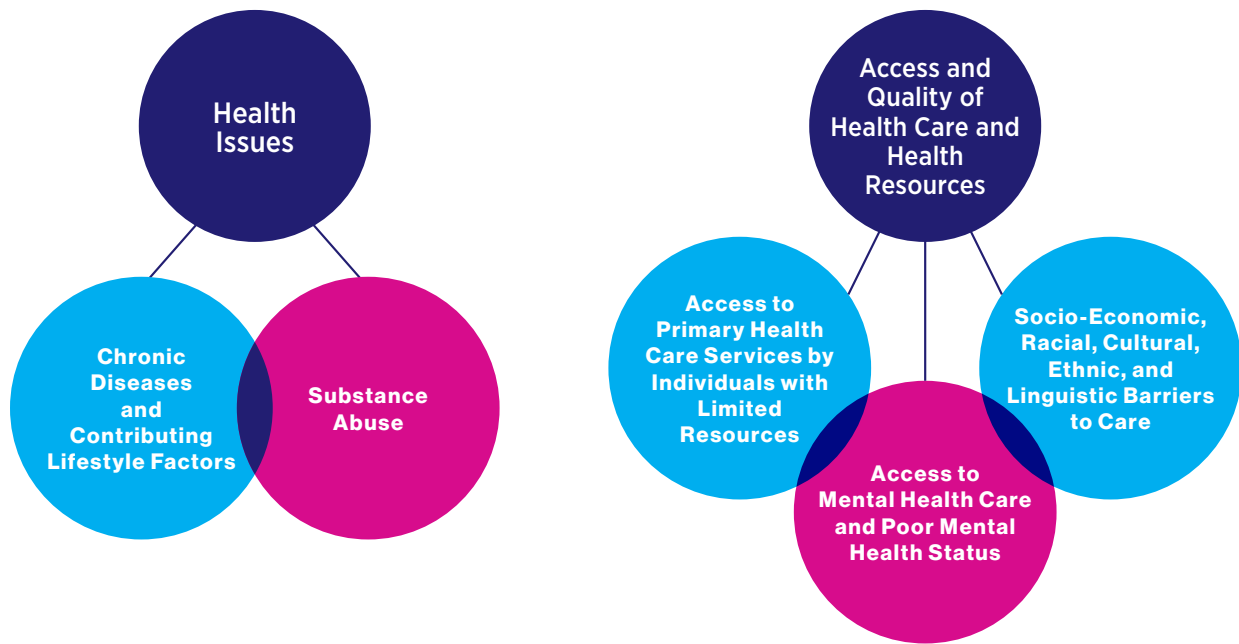 Health
Issues
Chronic
Diseases
and
Contributing
Lifestyle Factors
Substance
Abuse
Access and
Quality of
Health Care and
Health
Resources
Access to
Primary Health
Care Services by
Individuals with
Limited
Resources
Access to
Mental Health Care
and Poor Mental
Health Status
Socio-Economic,
Racial, Cultural,
Ethnic, and
Linguistic Barriers
to Care